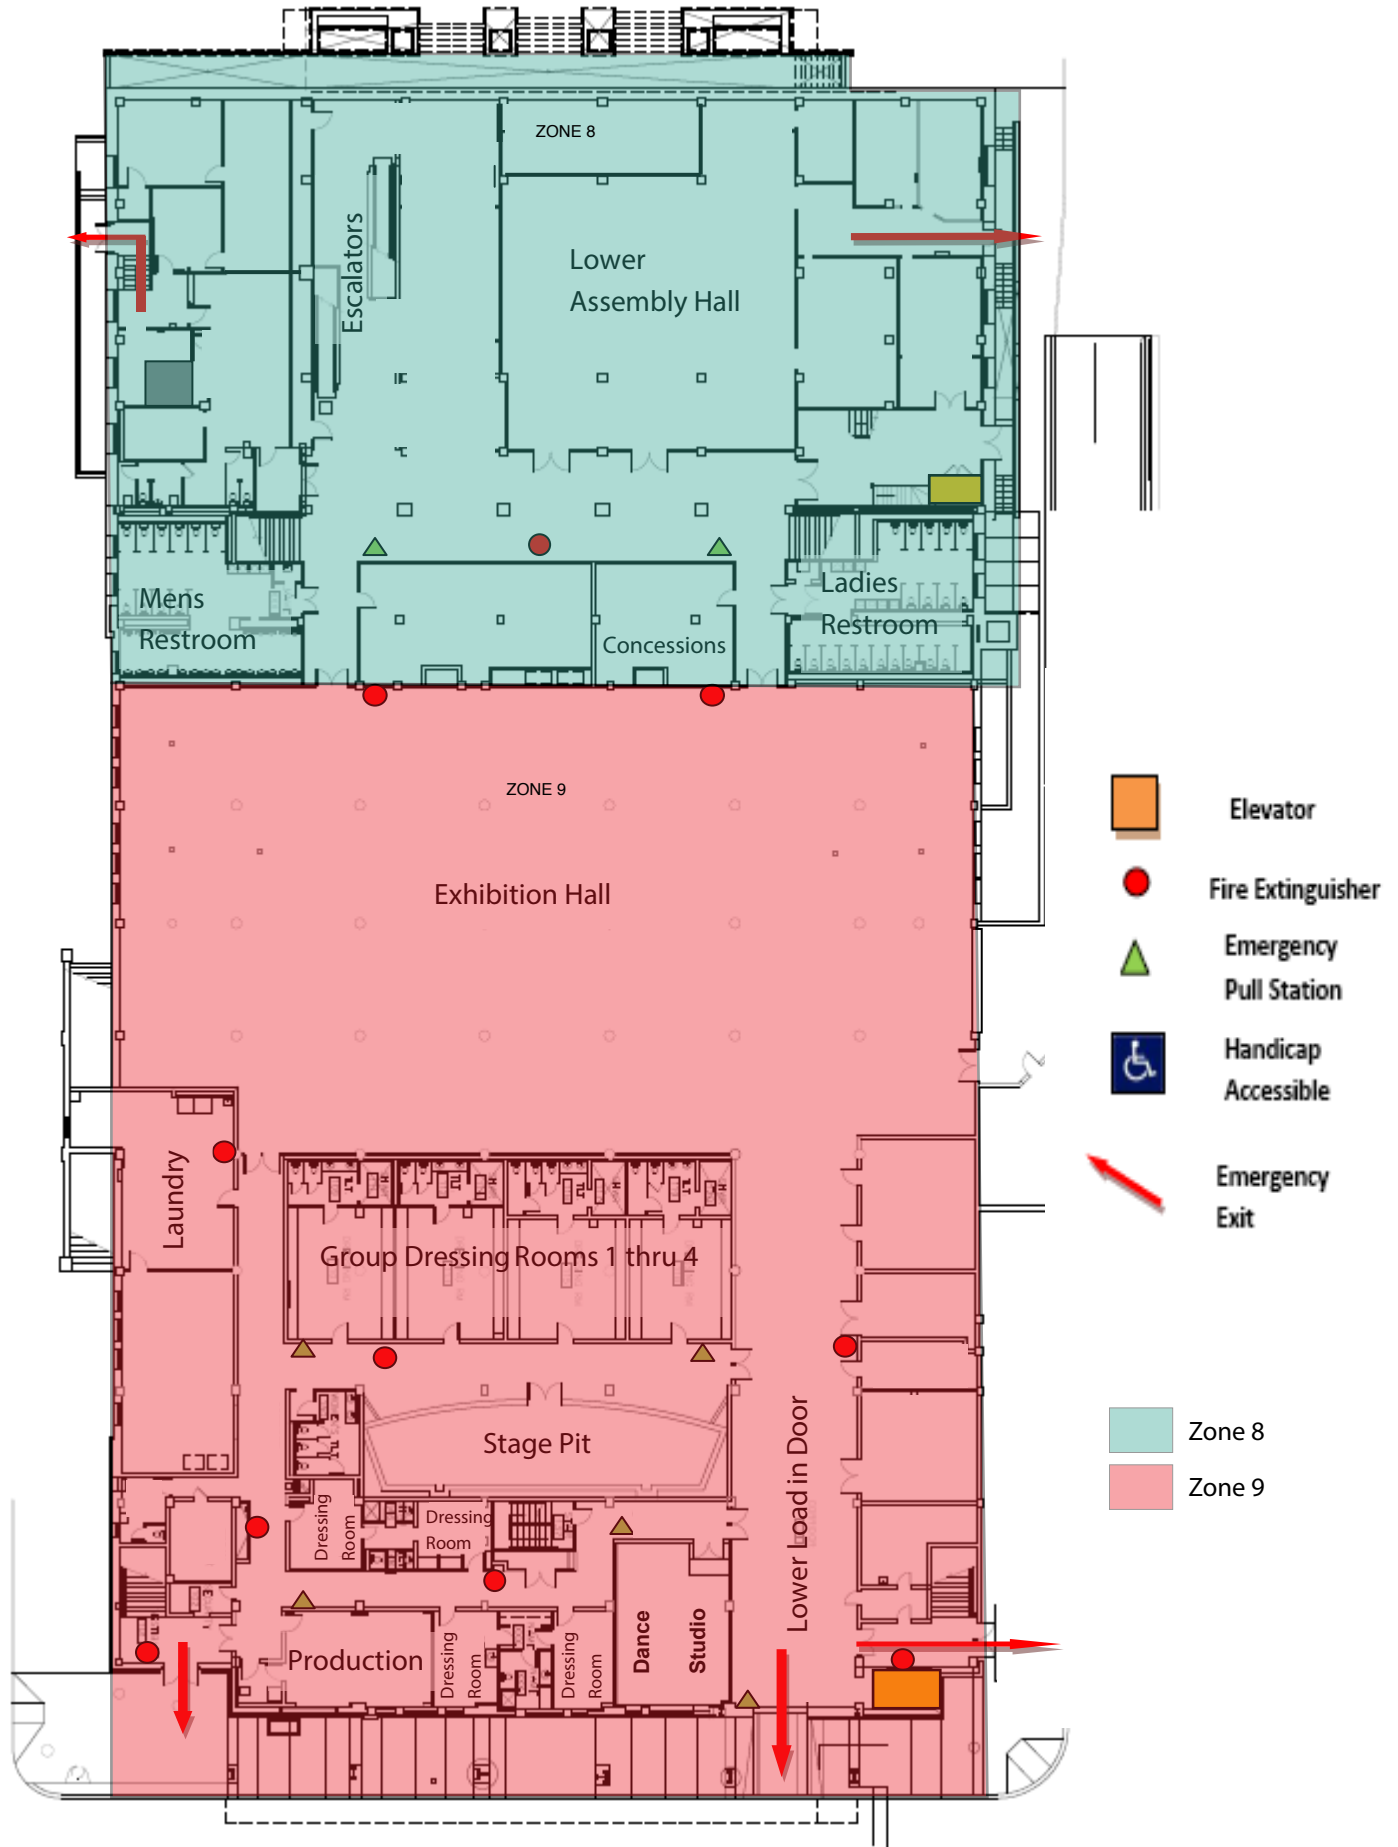 ZONE 8
Escalators
Lower
Assembly Hall
Mens
Restroom
Concessions
Ladies
Restroom
ZONE 9
Exhibition Hall
Elevator
Fire Extinguisher
Emergency
Pull Station
Handicap
Accessible
Emergency
Exit
Laundry
Group Dressing Rooms 1 thru 4
Stage Pit
Lower Load in Door
Zone 8
Zone 9
Dressing
Room
Dressing
Room
Production
Dressing
Room
Dressing
Room
Dance
Studio